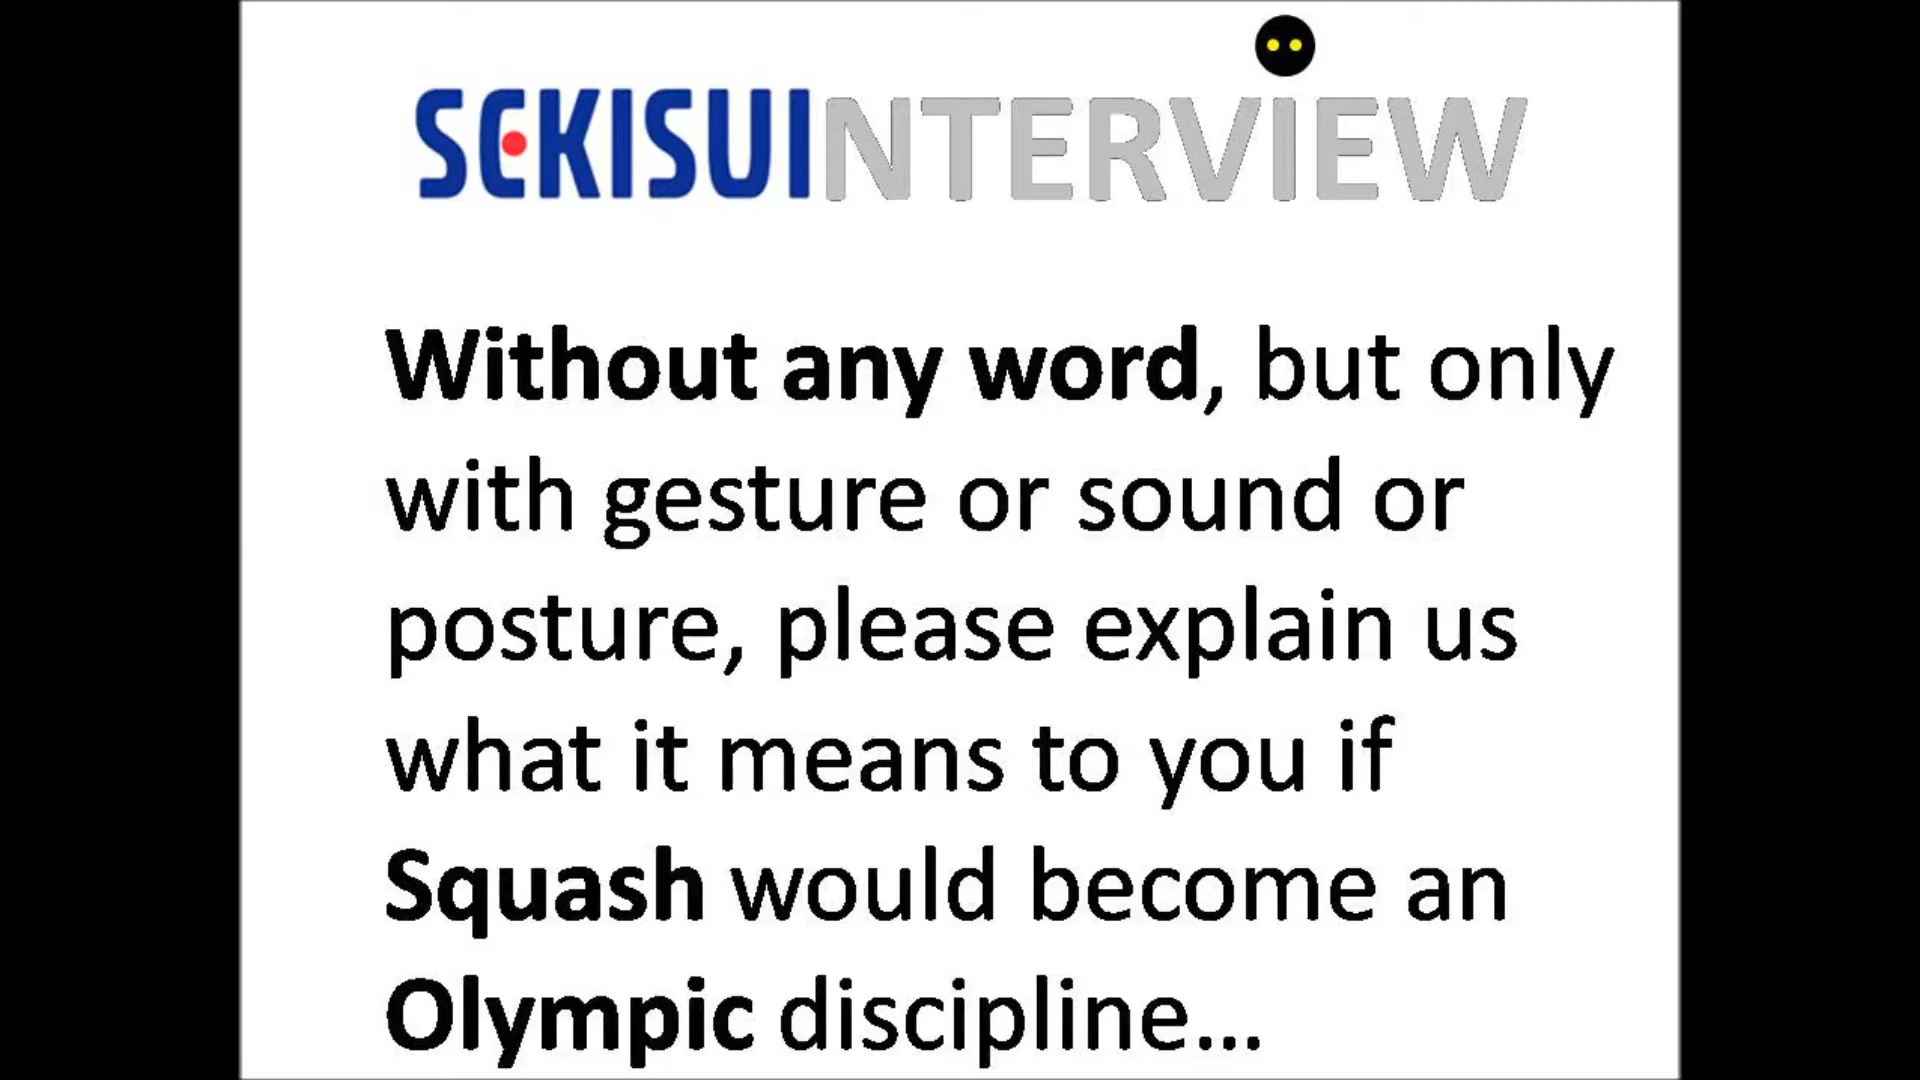 SEKISUINTERVIEW
Without any word, but only
with gesture or sound or
posture, please explain us
what it means to you if
Squash would become an
Olympic discipline...